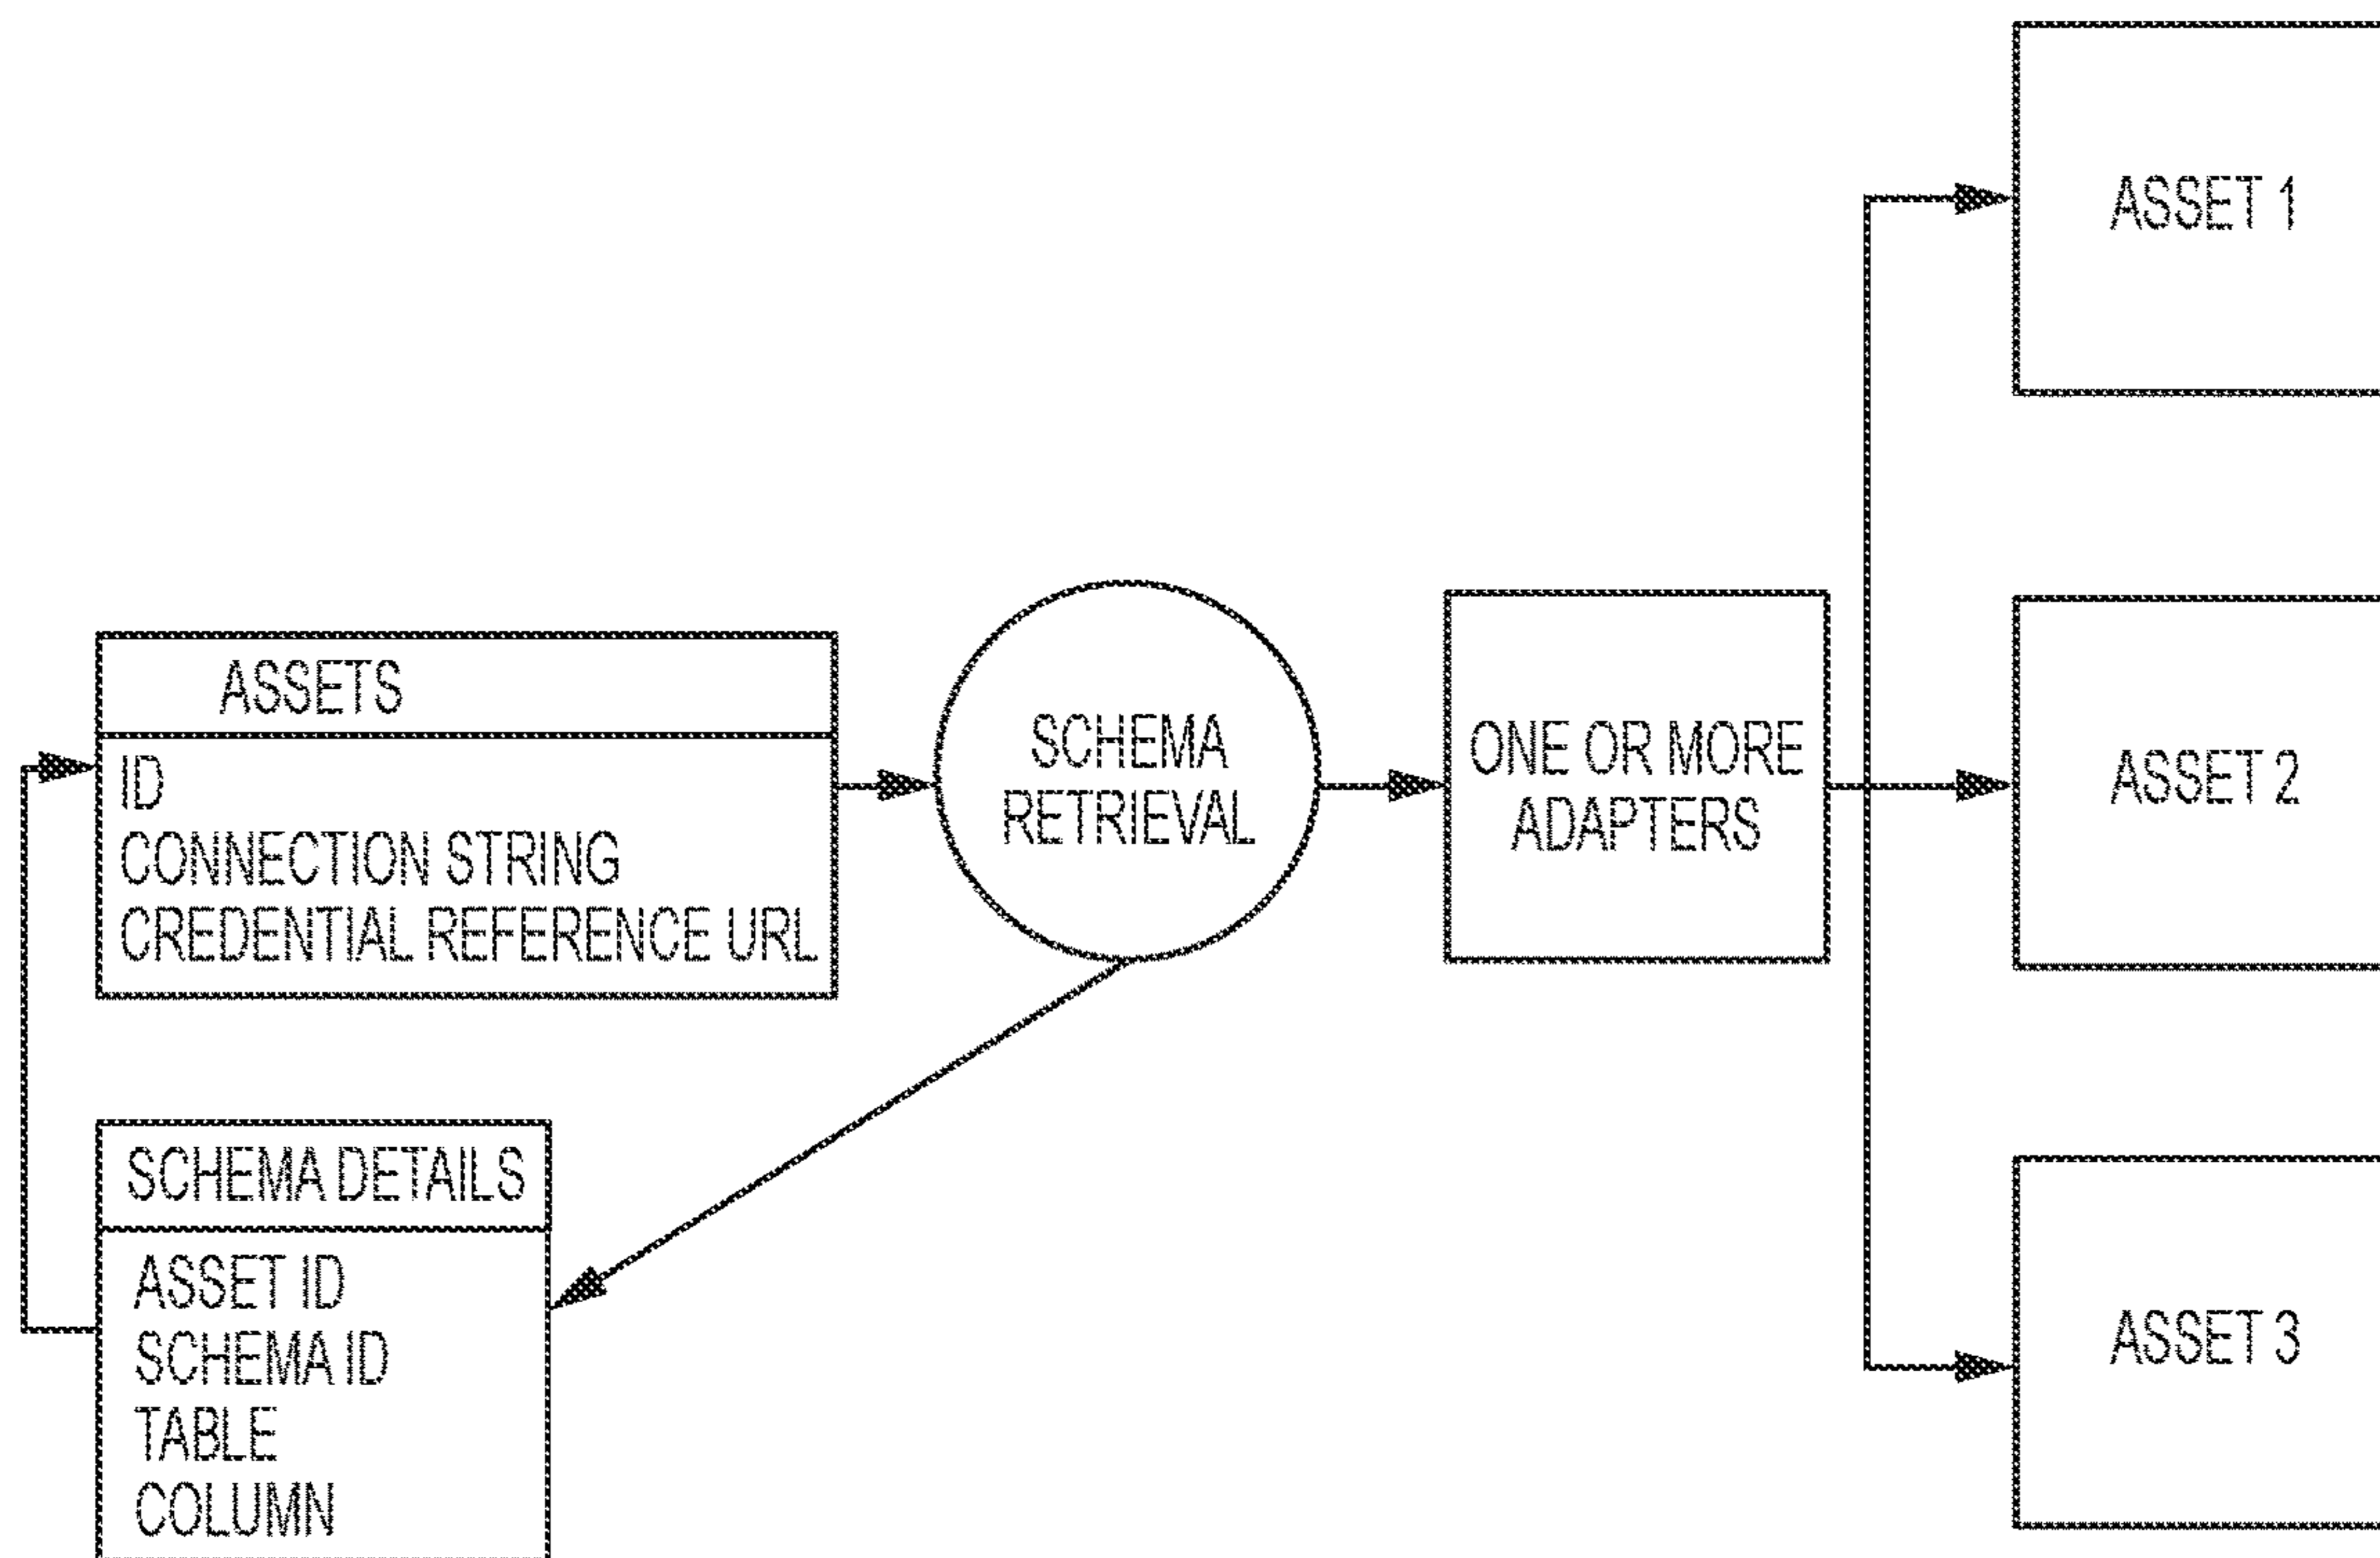 ASSETS
ID
CONNECTION STRING
CREDENTIAL REFERENCE URL
SCHEMA DETAILS
ASSET ID
SCHEMA ID
TABLE
COLUMN
SCHEMA
RETRIEVAL
ONE OR MORE
ADAPTERS
ASSET 1
ASSET 2
ASSET 3